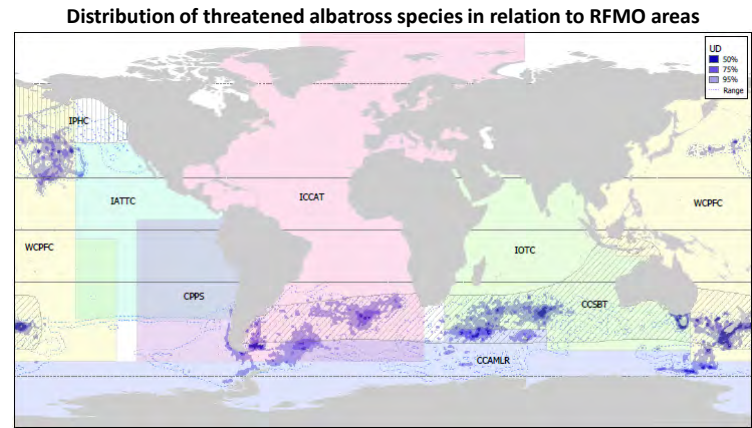 Distribution of threatened albatross species in relation to RFMO areas
UD
50%
75%
95%
Range
IPHC
IATTC
ICCAT
WCPFC
WCPFC
IOTC
CPPS
CCSBT
CCAMLR